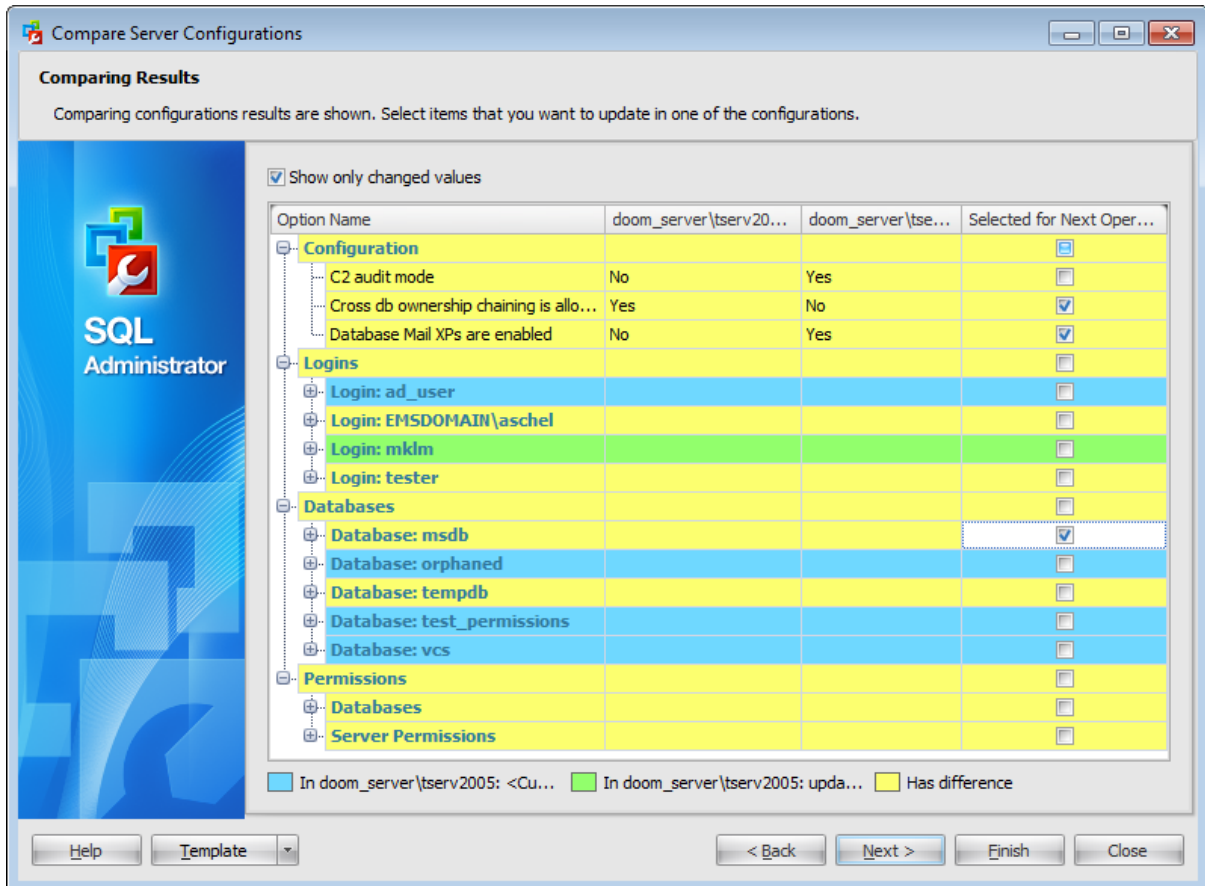 Compare Server Configurations
Comparing Results
Comparing configurations results are shown. Select items that you want to update in one of the configurations.
SQL
Administrator
Show only changed values
Option Name doom_server\tserv20... doom_server\tse... Selected for Next Oper...
Configuration
C2 audit mode No Yes
Cross db ownership chaining is allo... Yes No
Database Mail XPs are enabled No Yes
Logins
Login: ad_user
Login: EMSDOMAIN\aschel
Login: mklm
Login: tester
Databases
Database: msdb
Database: orphaned
Database: tempdb
Database: test_permissions
Database: vcs
Permissions
Databases
Server Permissions
In doom_server\tserv2005: <Cu... In doom_server\tserv2005: upda... Has difference
Help Template < Back Next > Finish Close